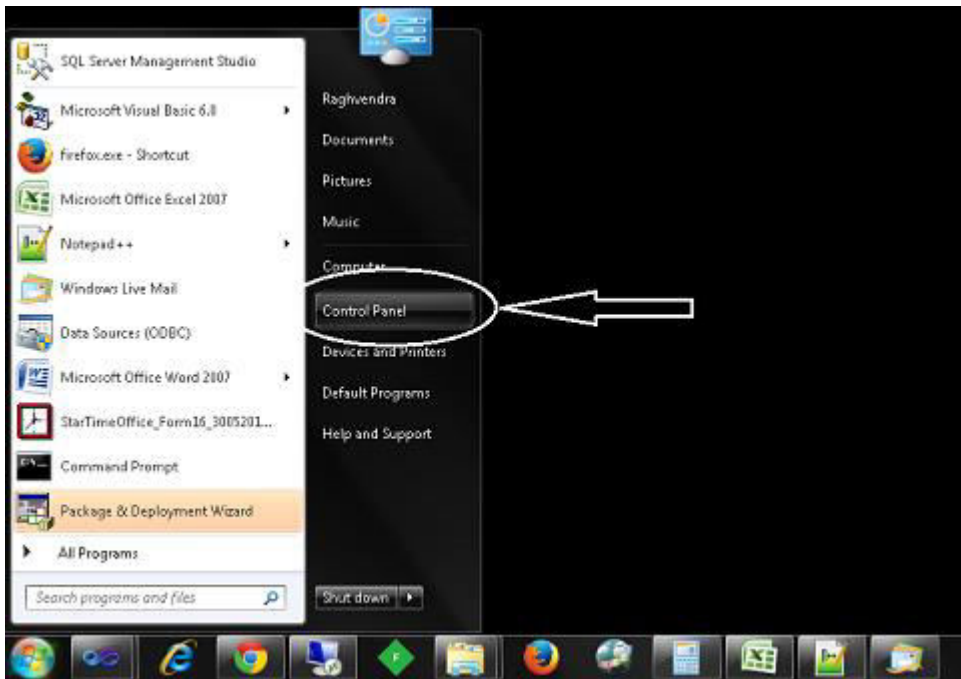 SQL Server Management Studio
Microsoft Visual Basic 6.0
firefox.exe - Shortcut
Microsoft Office Excel 2007
Notepad++
Windows Live Mail
Data Sources (ODBC)
Microsoft Office Word 2007
StarTimeOffice_Form16_3005201...
Command Prompt
Package & Deployment Wizard
All Programs
Search programs and files
Raghvendra
Documents
Pictures
Music
Computer
Control Panel
Devices and Printers
Default Programs
Help and Support
Shut down
F